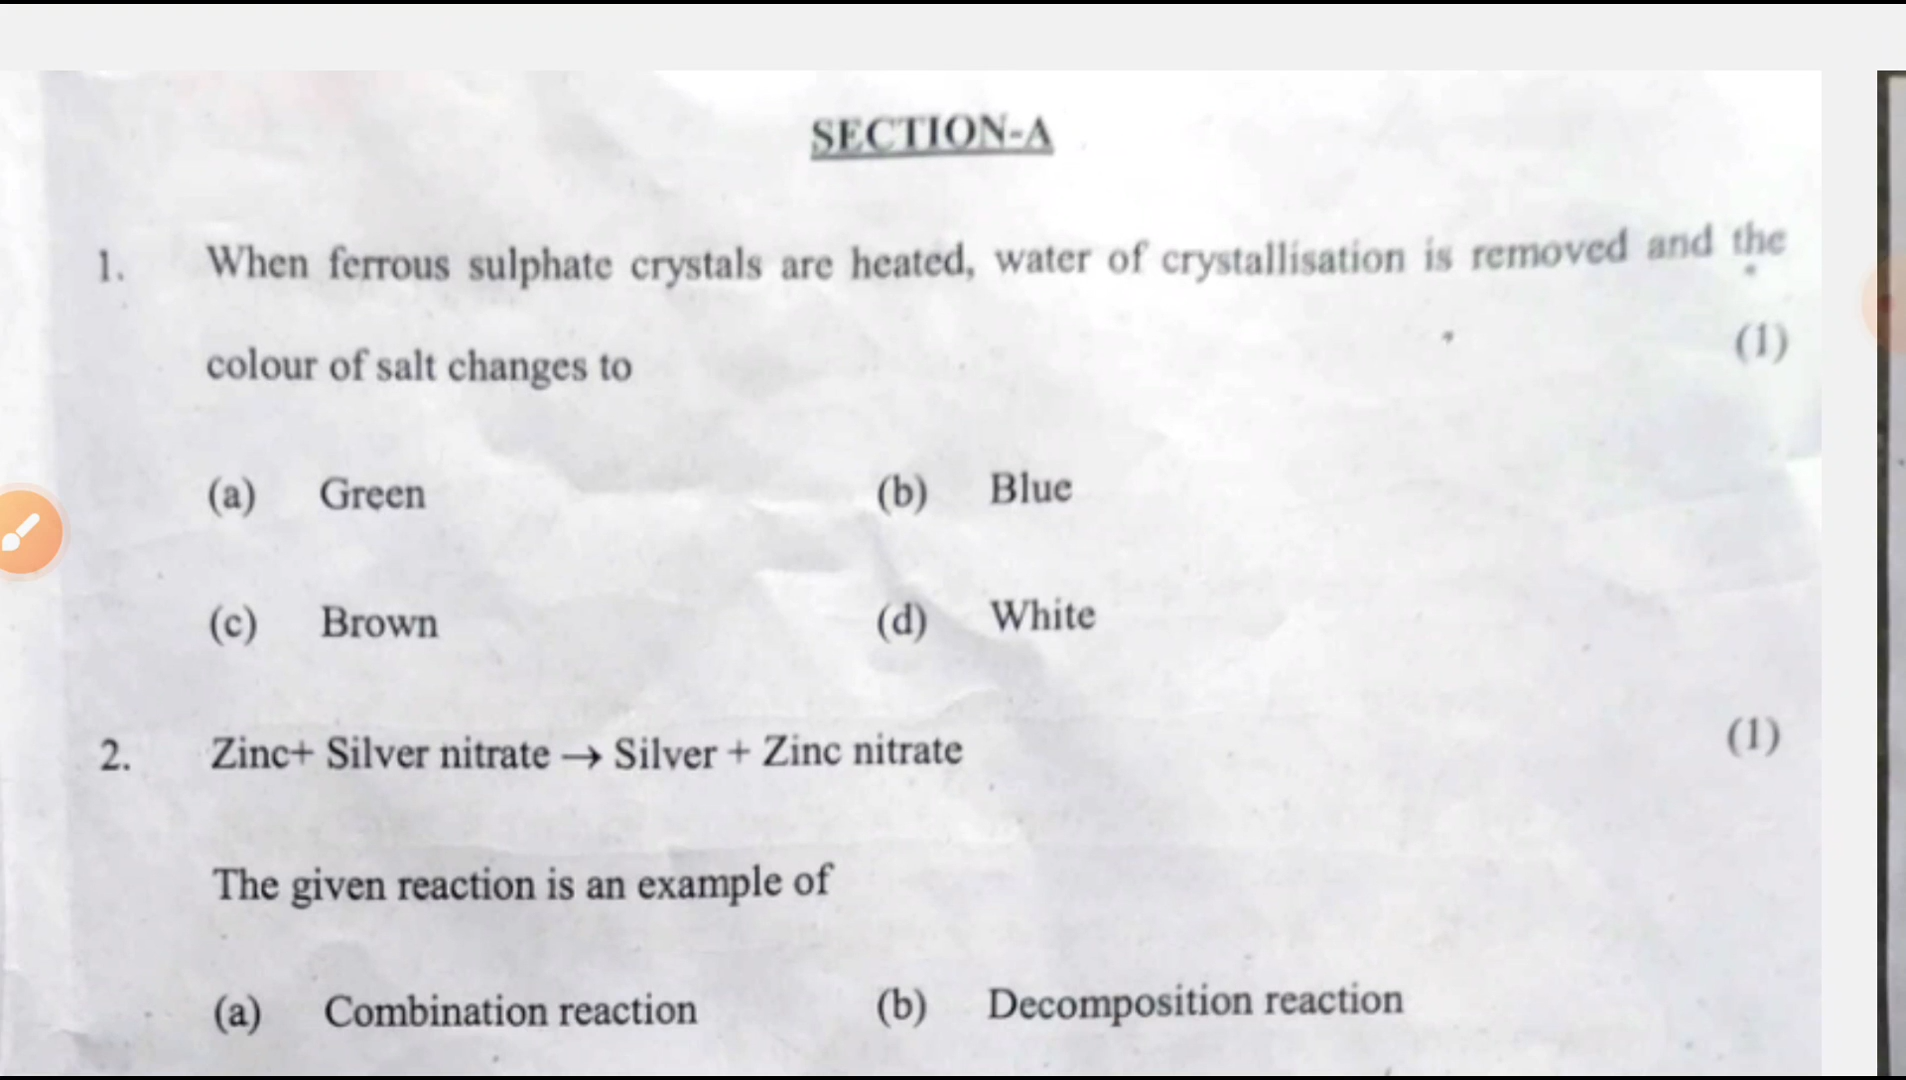 SECTION-A
1. When ferrous sulphate crystals are heated, water of crystallisation is removed and the
colour of salt changes to (1)
(a) Green (b) Blue
(c) Brown (d) White
2. Zinc+ Silver nitrate → Silver + Zinc nitrate (1)
The given reaction is an example of
(a) Combination reaction (b) Decomposition reaction